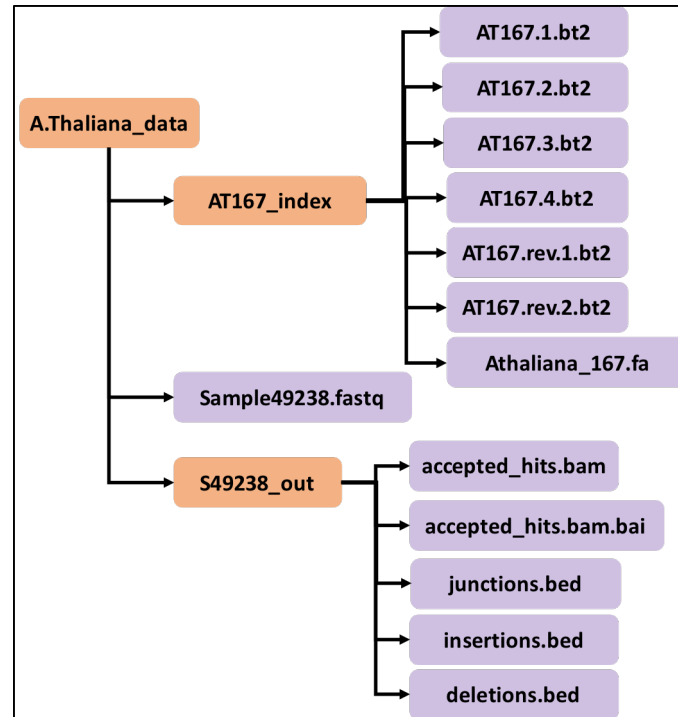 A.Thaliana_data
AT167_index
AT167.1.bt2
AT167.2.bt2
AT167.3.bt2
AT167.4.bt2
AT167.rev.1.bt2
AT167.rev.2.bt2
Athaliana_167.fa
Sample49238.fastq
S49238_out
accepted_hits.bam
accepted_hits.bam.bai
junctions.bed
insertions.bed
deletions.bed